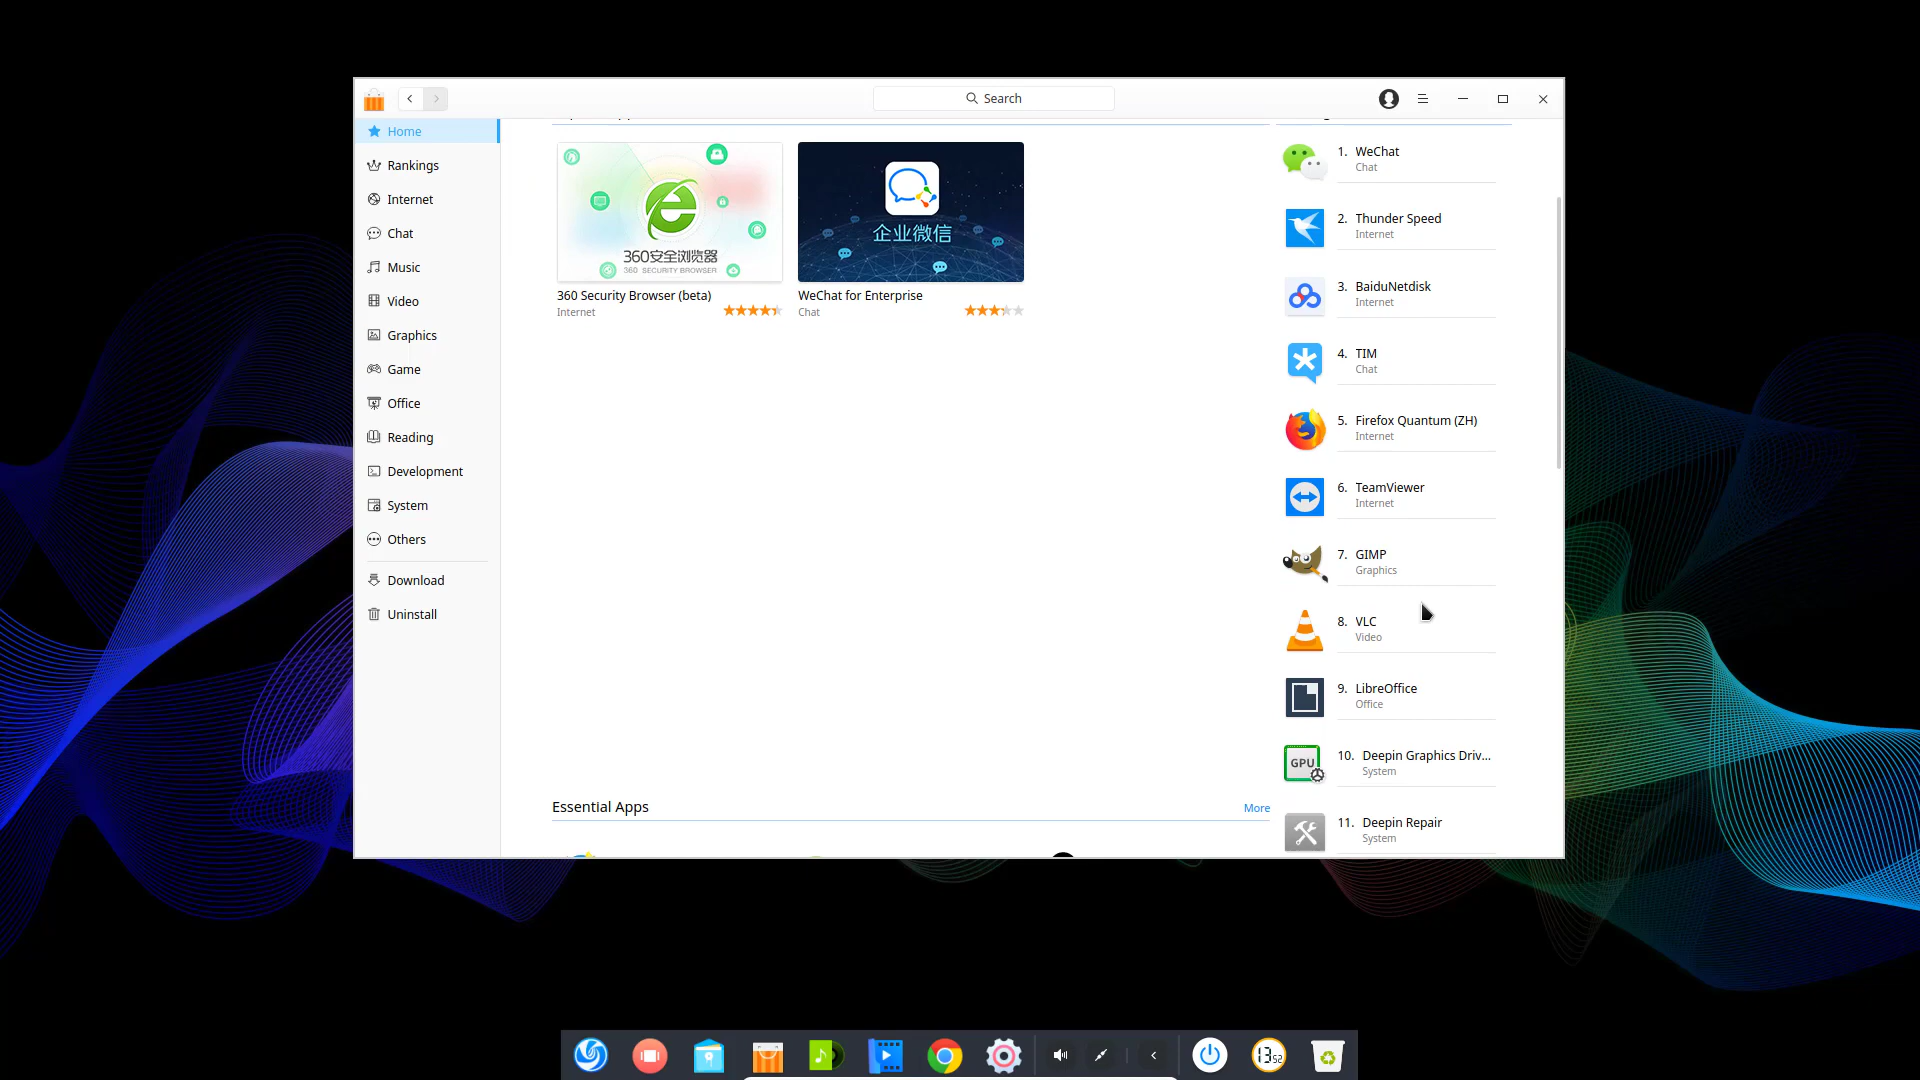 Search
Home
Rankings
Internet
Chat
Music
Video
Graphics
Game
Office
Reading
Development
System
Others
Download
Uninstall
360安全浏览器
360 SECURITY BROWSER
360 Security Browser (beta)
Internet
企业微信
WeChat for Enterprise
Chat
Essential Apps
More
1. WeChat
Chat
2. Thunder Speed
Internet
3. BaiduNetdisk
Internet
4. TIM
Chat
5. Firefox Quantum (ZH)
Internet
6. TeamViewer
Internet
7. GIMP
Graphics
8. VLC
Video
9. LibreOffice
Office
GPU
10. Deepin Graphics Driv...
System
11. Deepin Repair
System
13 52